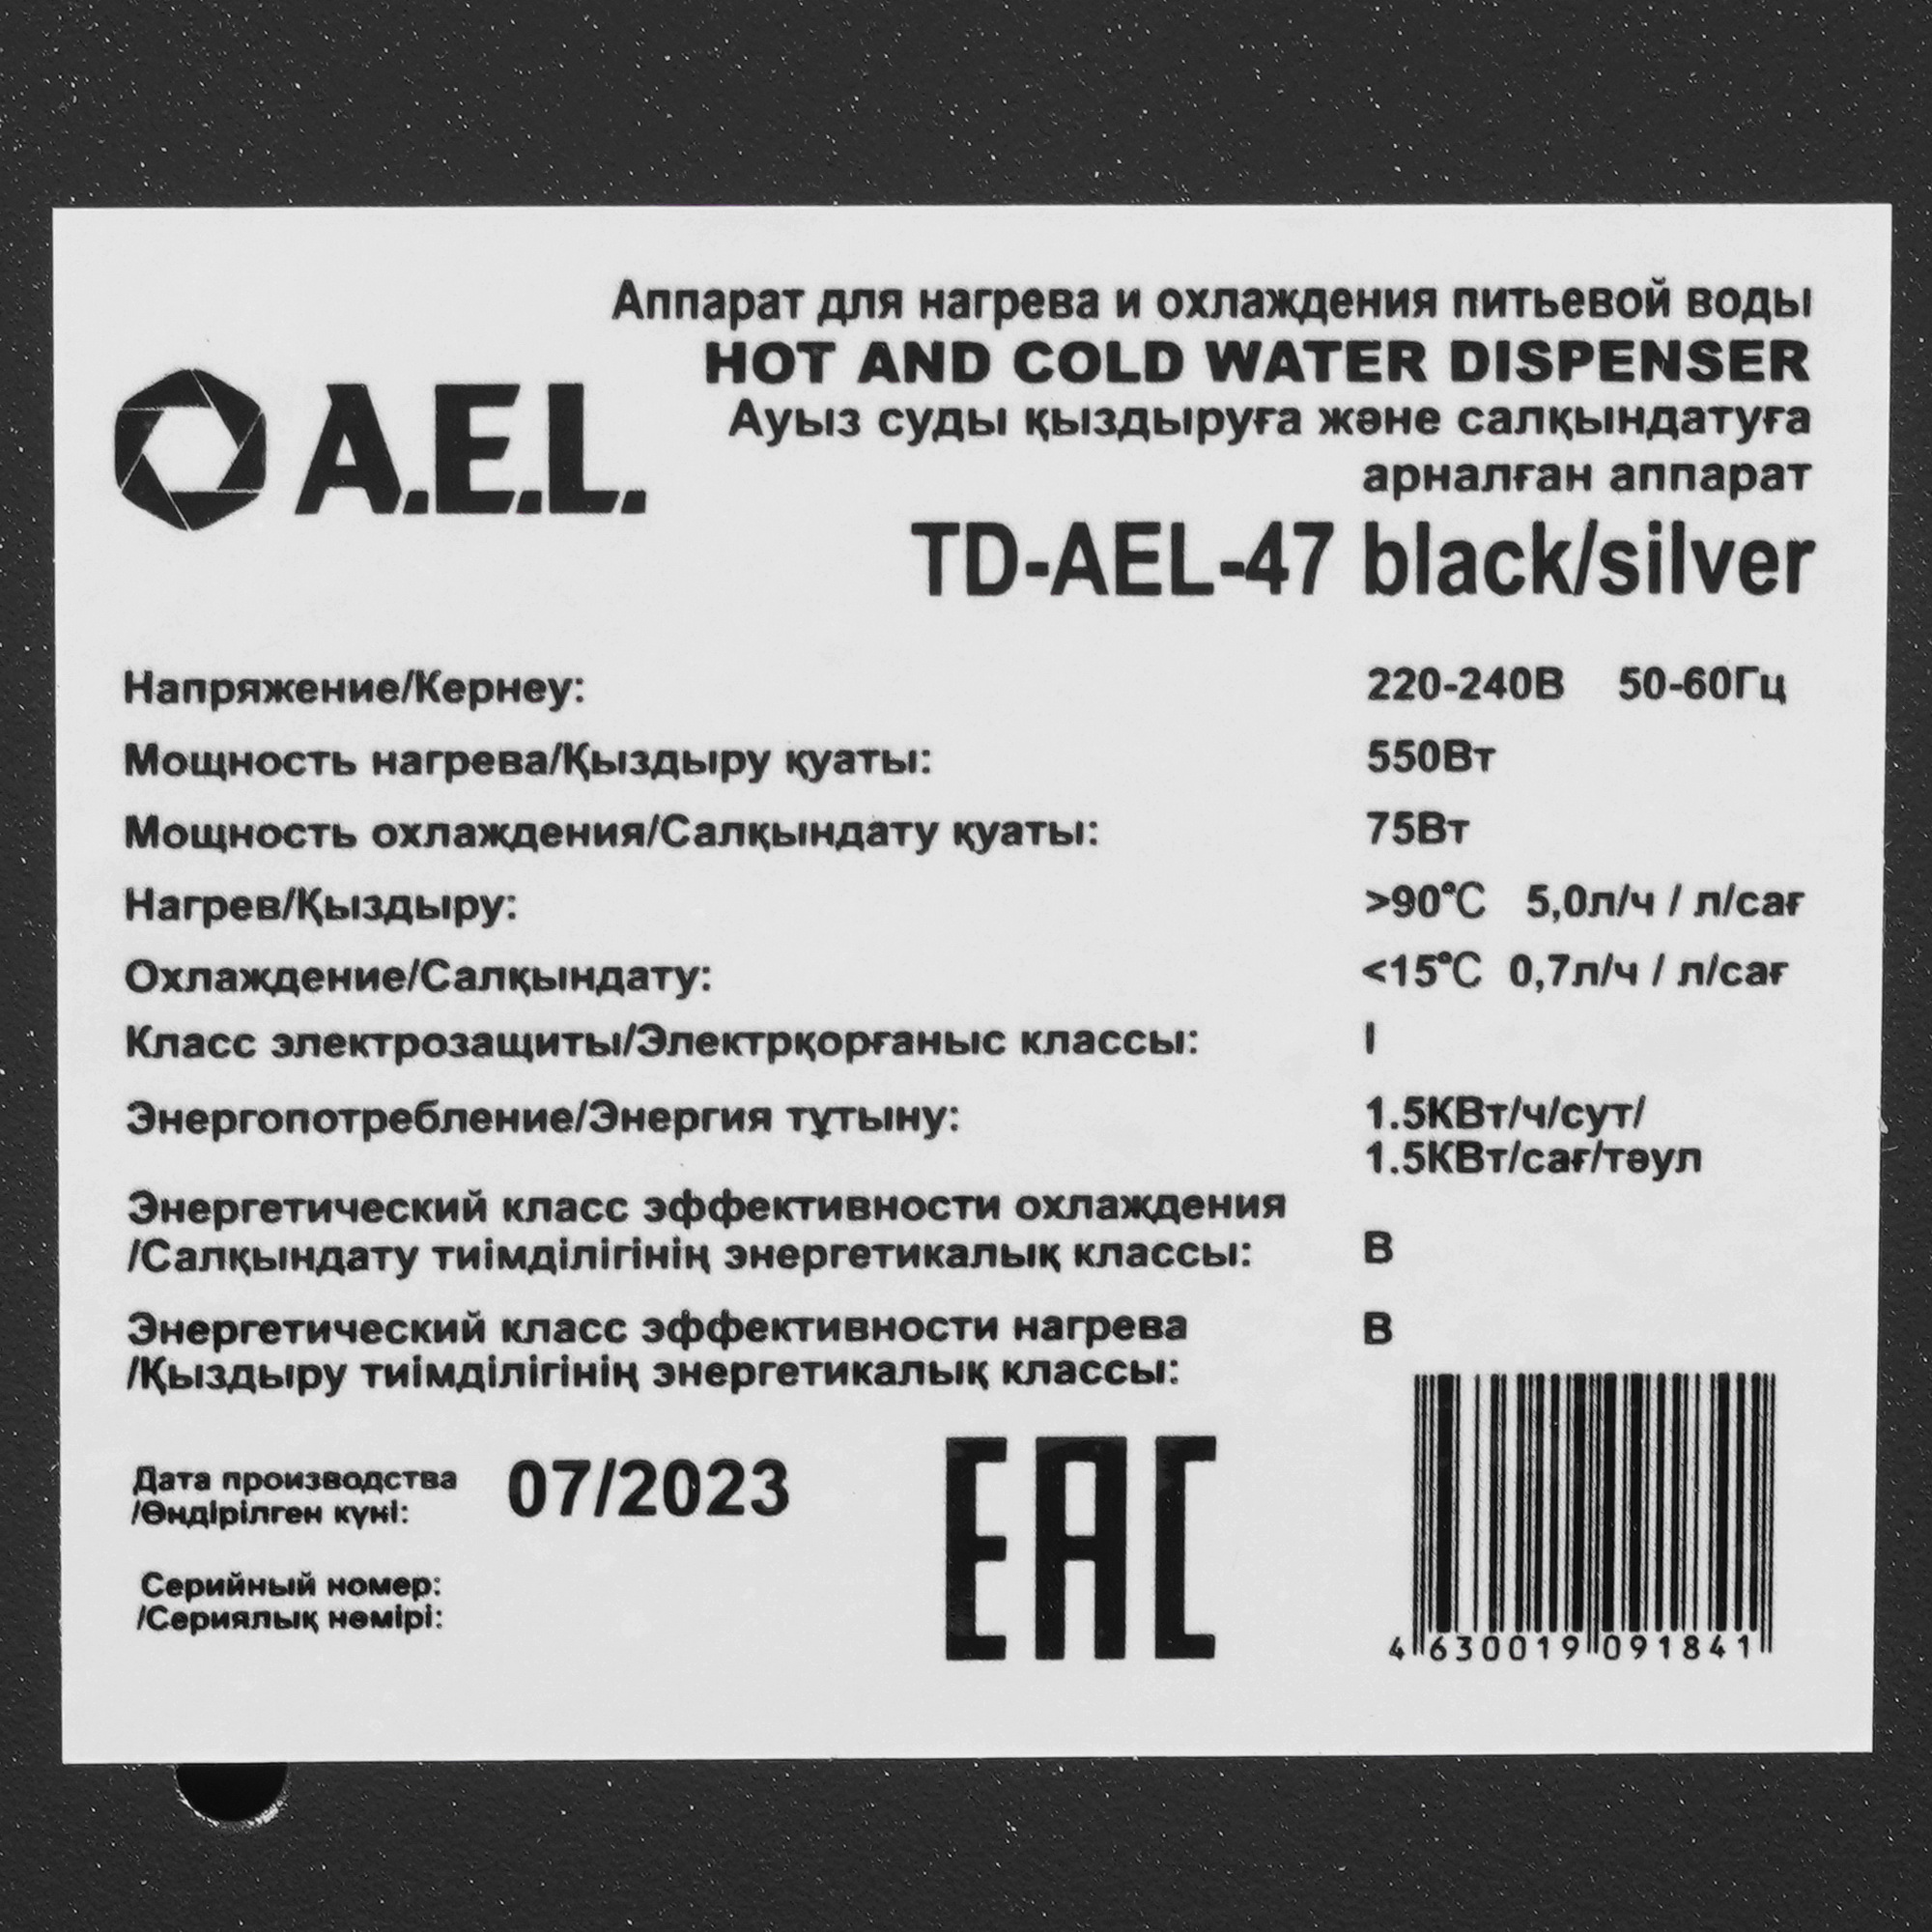 Аппарат для нагрева и охлаждения питьевой воды
HOT AND COLD WATER DISPENSER
Ауыз суды қыздыруға және салқындатуға
арналған аппарат
A.E.L.
TD-AEL-47 black/silver
Напряжение/Кернеу: 220-240В 50-60Гц
Мощность нагрева/Қыздыру қуаты: 550Вт
Мощность охлаждения/Салқындату қуаты: 75Вт
Нагрев/Қыздыру: >90°C 5,0л/ч / л/сағ
Охлаждение/Салқындату: <15°C 0,7л/ч / л/сағ
Класс электрозащиты/Электрқорғаныс классы: I
Энергопотребление/Энергия тұтыну: 1.5КВт/ч/сут/
1.5КВт/сағ/тәул
Энергетический класс эффективности охлаждения
/Салқындату тиімділігінің энергетикалық классы: B
Энергетический класс эффективности нагрева B
/Қыздыру тиімділігінің энергетикалық классы:
Дата производства
/Өндірілген күні: 07/2023
EAC
Серийный номер:
/Сериялық нөмірі:
4 630019 091841